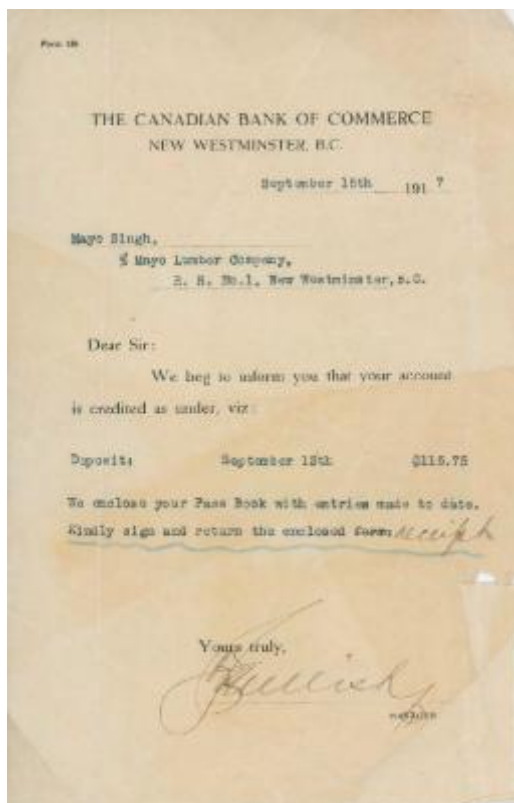 THE CANADIAN BANK OF COMMERCE
NEW WESTMINSTER, B.C.
September 15th 1917
Mayo Singh,
℅ Mayo Lumber Company,
R. R. No.1, New Westminster, B.C.
Dear Sir:
We beg to inform you that your account
is credited as under, viz:
Deposit: September 15th $115.75
We enclose your Pass Book with entries made to date.
Kindly sign and return the enclosed form receipt
Yours truly,
MANAGER